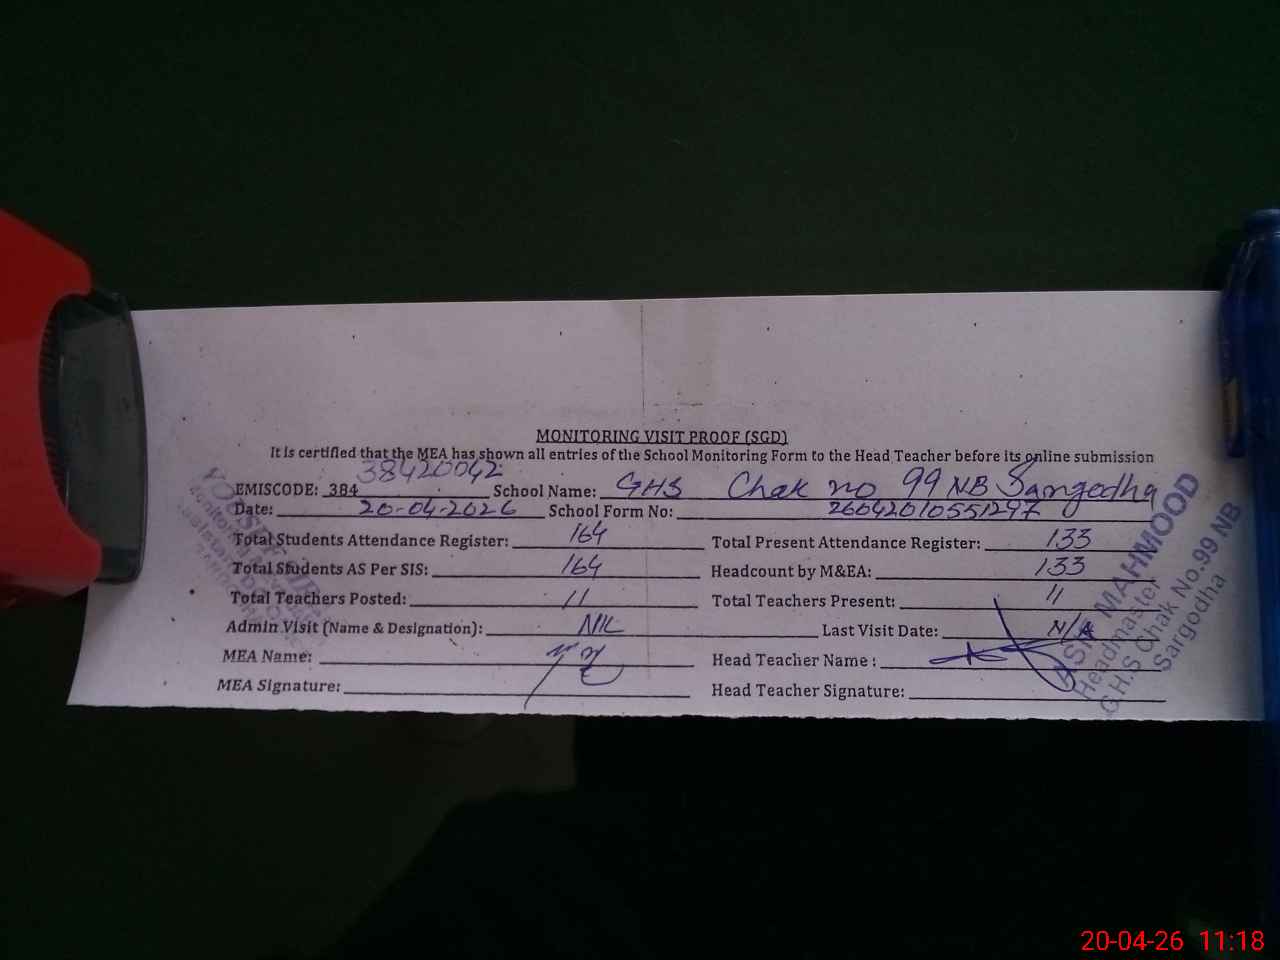 MONITORING VISIT PROOF (SGD)
It is certified that the MEA has shown all entries of the School Monitoring Form to the Head Teacher before its online submission
38420042
EMISCODE: 384 School Name: GHS Chak no 99 NB Sargodha
Date: 20-04-2026 School Form No: 26042010551297
Total Students Attendance Register: 164 Total Present Attendance Register: 133
Total Students AS Per SIS: 164 Headcount by M&EA: 133
Total Teachers Posted: 11 Total Teachers Present: 11
Admin Visit (Name & Designation): NIL Last Visit Date: N/A
MEA Name: Head Teacher Name :
MEA Signature: Head Teacher Signature:
MAHMOOD
Headmaster
G.H.S Chak No.99 NB
Sargodha
20-04-26 11:18